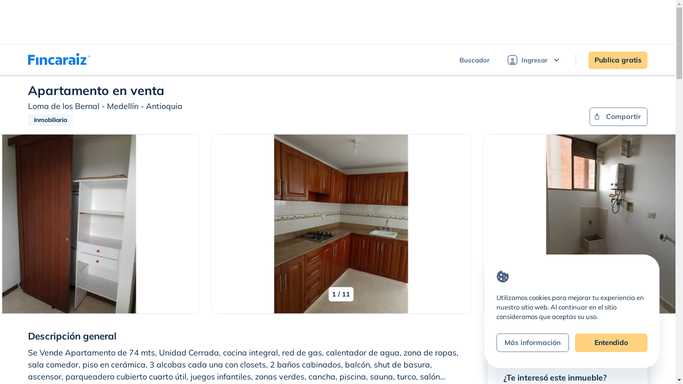 Fincaraiz
Buscador
Ingresar
Publica gratis
Apartamento en venta
Loma de los Bernal - Medellín - Antioquia
Inmobiliaria
Compartir
1 / 11
Utilizamos cookies para mejorar tu experiencia en
nuestro sitio web. Al continuar en el sitio
consideramos que aceptas su uso.
Más información
Entendido
Descripción general
Se Vende Apartamento de 74 mts, Unidad Cerrada, cocina integral, red de gas, calentador de agua, zona de ropas,
sala comedor, piso en cerámica, 3 alcobas cada una con closets, 2 baños cabinados, balcón, shut de basura,
ascensor, parqueadero cubierto cuarto útil, juegos infantiles, zonas verdes, cancha, piscina, sauna, turco, salón...
¿Te interesó este inmueble?